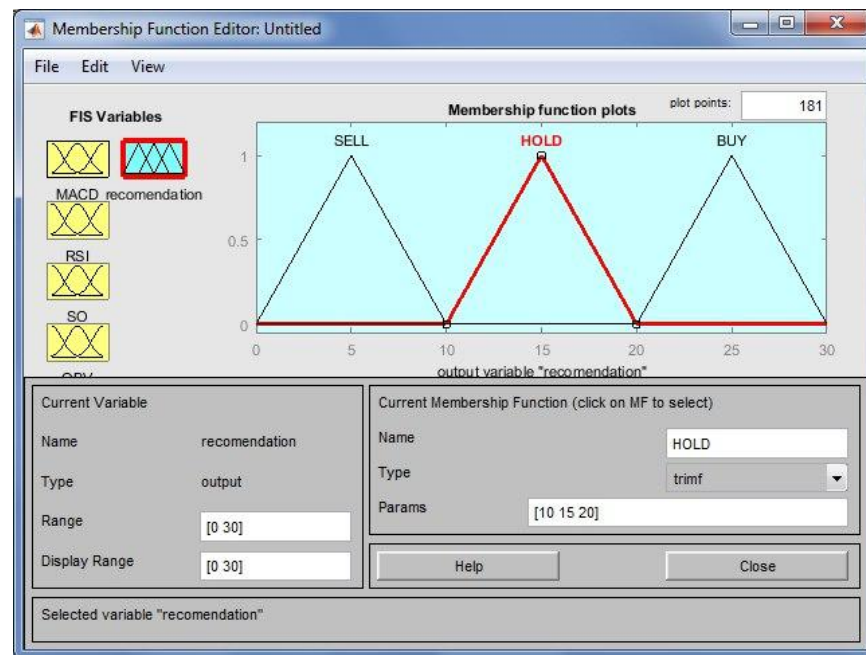 Membership Function Editor: Untitled
File Edit View
FIS Variables
MACD recomendation
RSI
SO
OBV
Membership function plots
plot points: 181
SELL HOLD BUY
1
0.5
0
0 5 10 15 20 25 30
output variable "recomendation"
Current Variable
Name recomendation
Type output
Range [0 30]
Display Range [0 30]
Current Membership Function (click on MF to select)
Name HOLD
Type trimf
Params [10 15 20]
Help Close
Selected variable "recomendation"